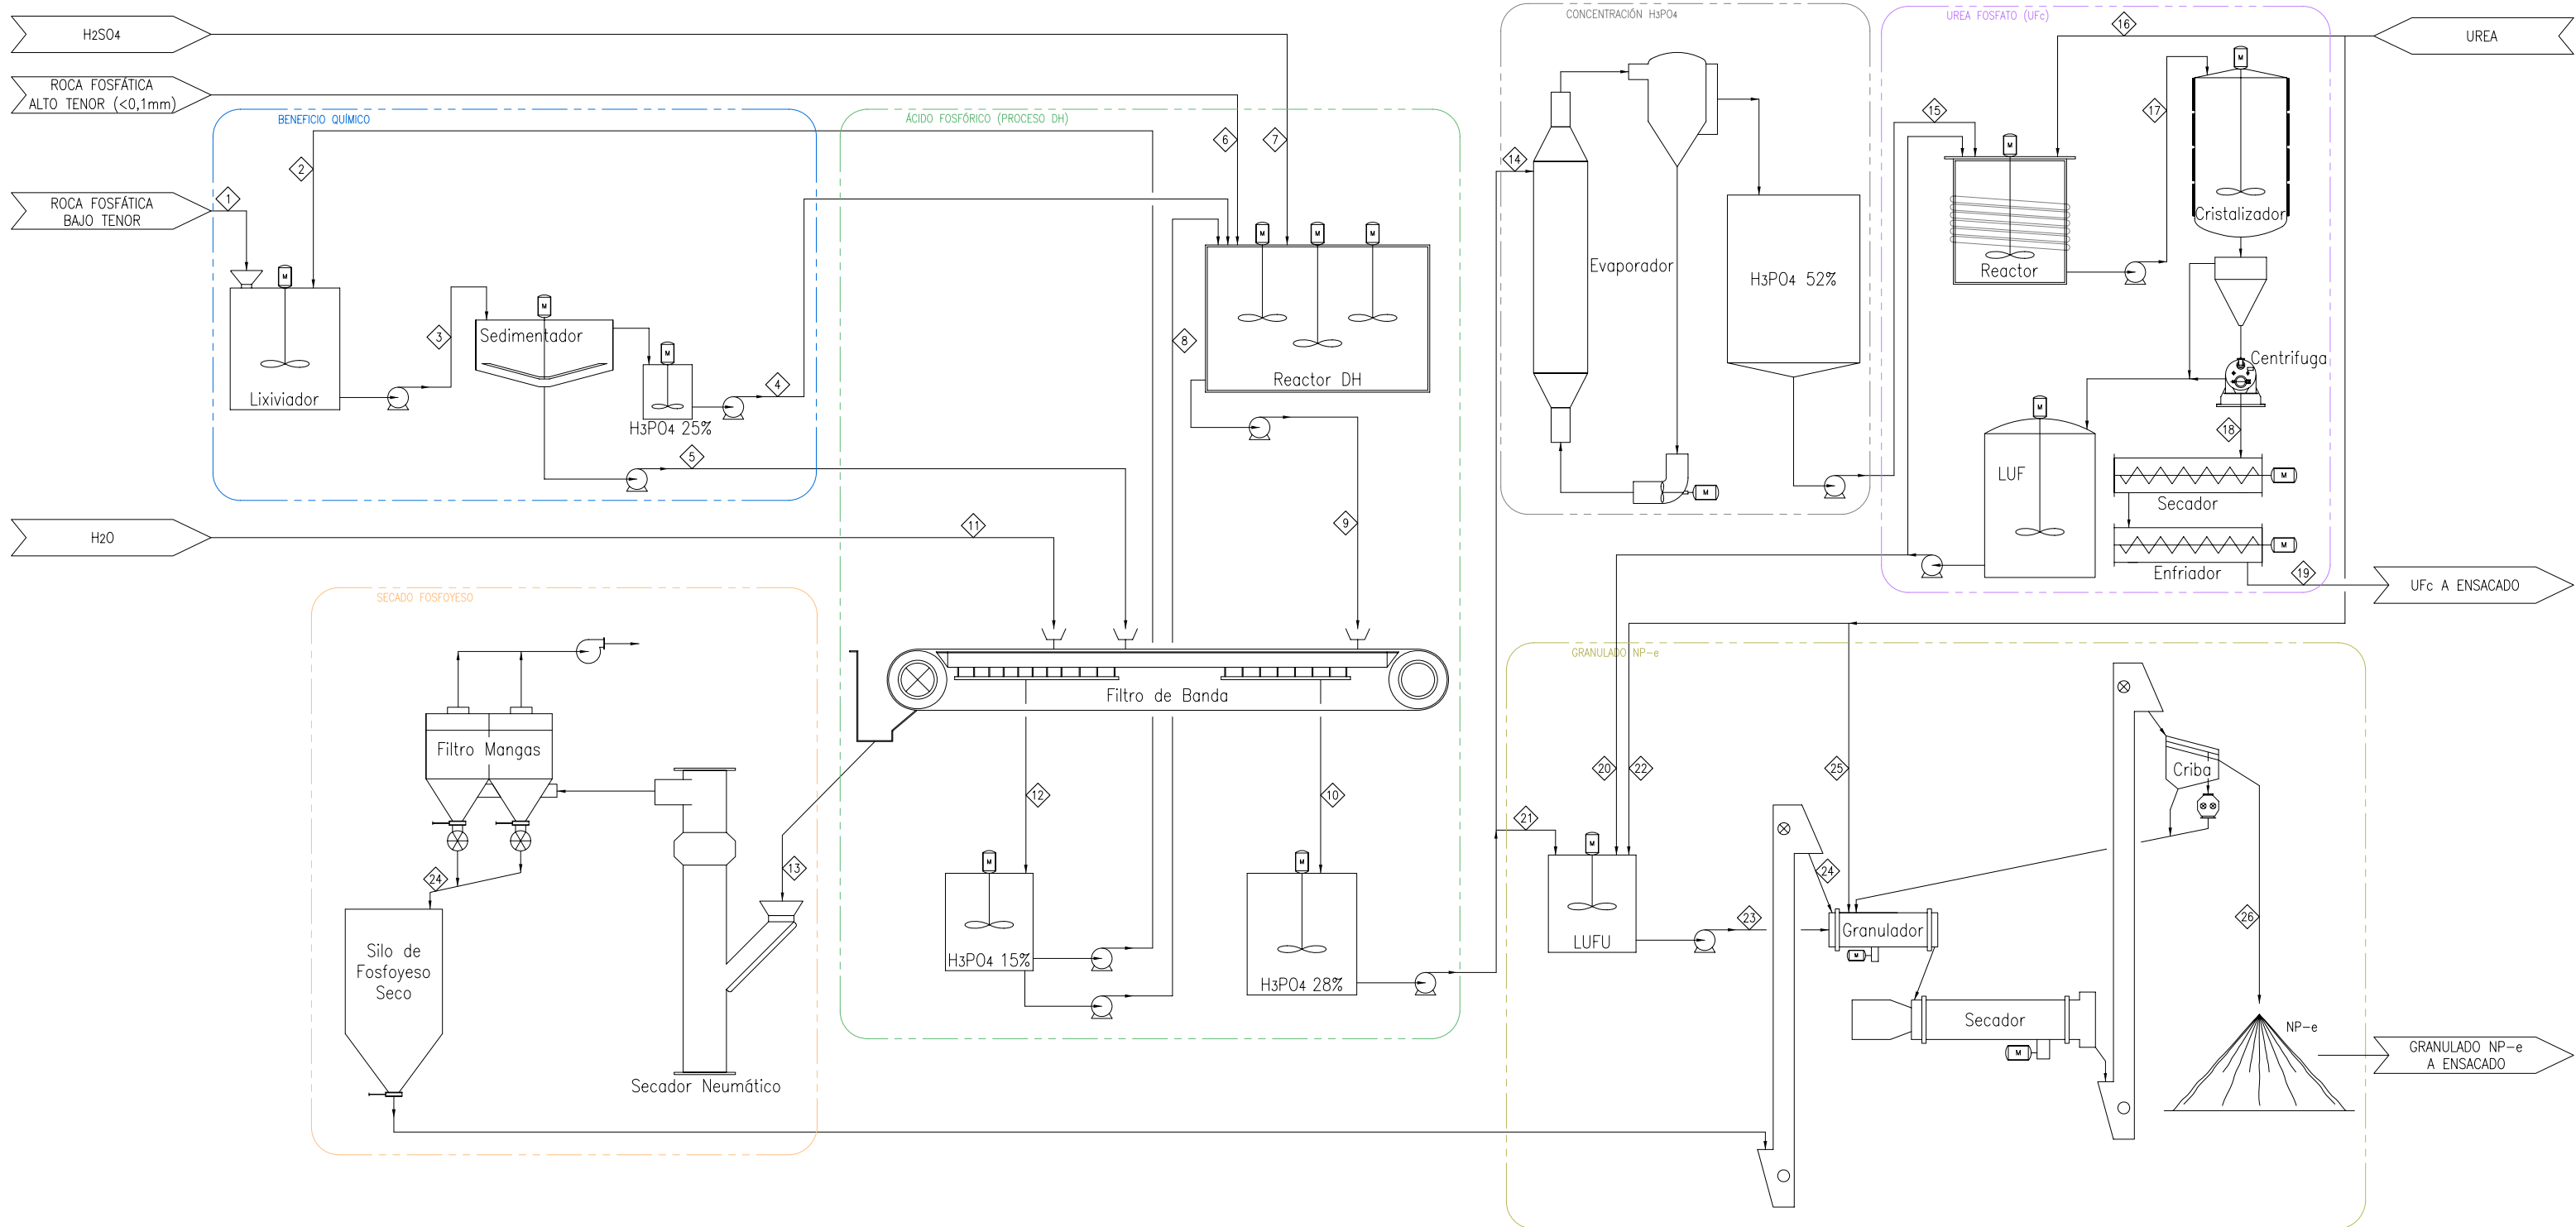 H2SO4
ROCA FOSFÁTICA
ALTO TENOR (<0,1mm)
ROCA FOSFÁTICA
BAJO TENOR
H2O
BENEFICIO QUÍMICO
1
2
M
Lixiviador
3
M
Sedimentador
M
H3PO4 25%
4
5
ÁCIDO FOSFÓRICO (PROCESO DH)
6
7
8
M
M
M
Reactor DH
9
11
Filtro de Banda
12
10
M
H3PO4 15%
M
H3PO4 28%
SECADO FOSFOYESO
Filtro Mangas
24
Silo de
Fosfoyeso
Seco
13
Secador Neumático
CONCENTRACIÓN H3PO4
14
Evaporador
H3PO4 52%
M
UREA FOSFATO (UFc)
16
15
17
M
Reactor
M
Cristalizador
Centrifuga
18
M
LUF
M
Secador
M
Enfriador
19
UREA
UFc A ENSACADO
GRANULADO NP-e
20
22
25
21
M
LUFU
23
24
Granulador
M
Secador
M
Criba
26
NP-e
GRANULADO NP-e
A ENSACADO